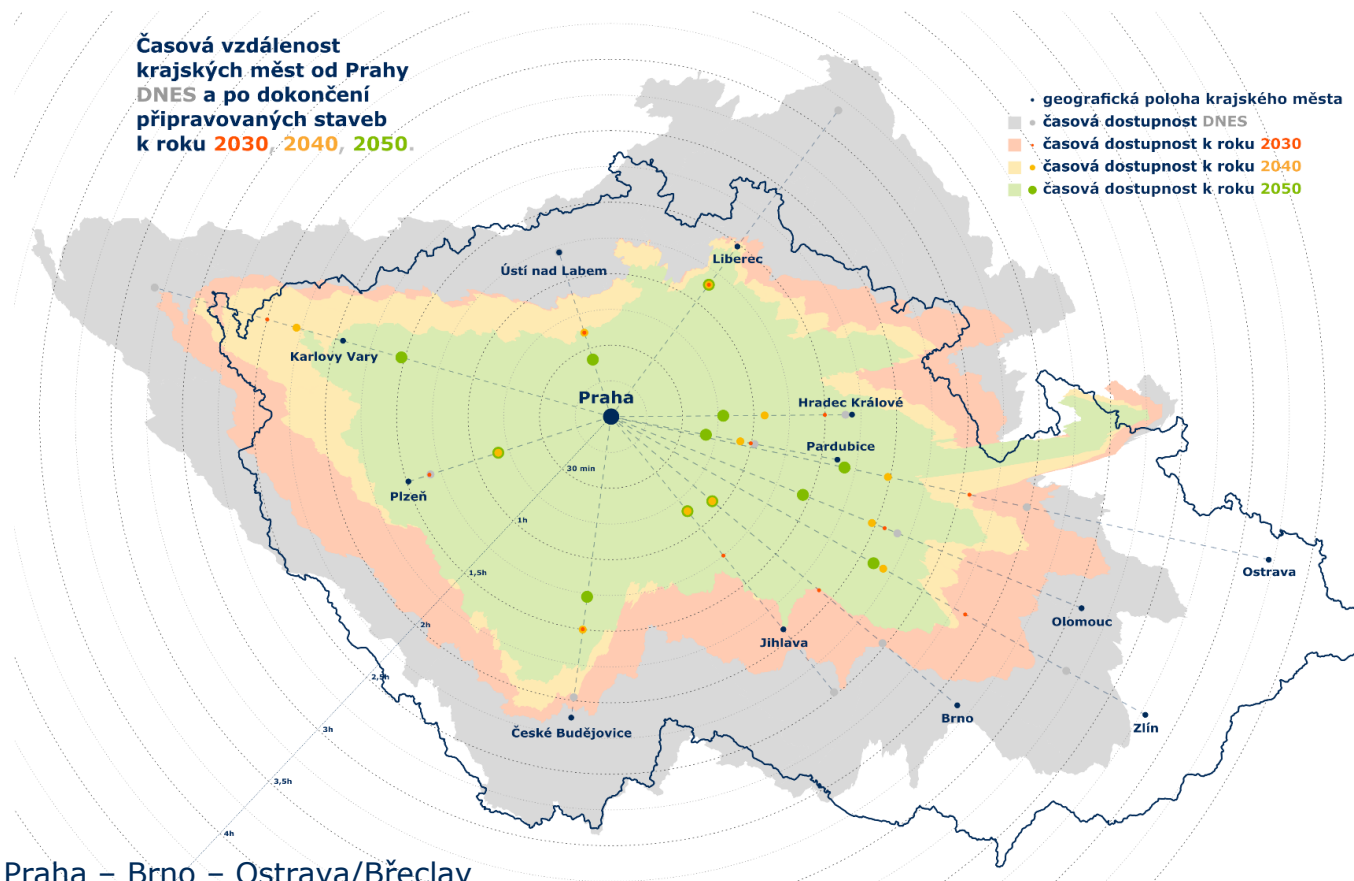 Časová vzdálenost
krajských měst od Prahy
DNES a po dokončení
připravovaných staveb
k roku 2030, 2040, 2050.
geografická poloha krajského města
časová dostupnost DNES
časová dostupnost k roku 2030
časová dostupnost k roku 2040
časová dostupnost k roku 2050
Ústí nad Labem
Liberec
Karlovy Vary
Praha
Hradec Králové
Pardubice
30 min
Plzeň
1h
1,5h
Ostrava
2h
Olomouc
Jihlava
2,5h
Brno
Zlín
3h
České Budějovice
3,5h
4h
Praha – Brno – Ostrava/Břeclav